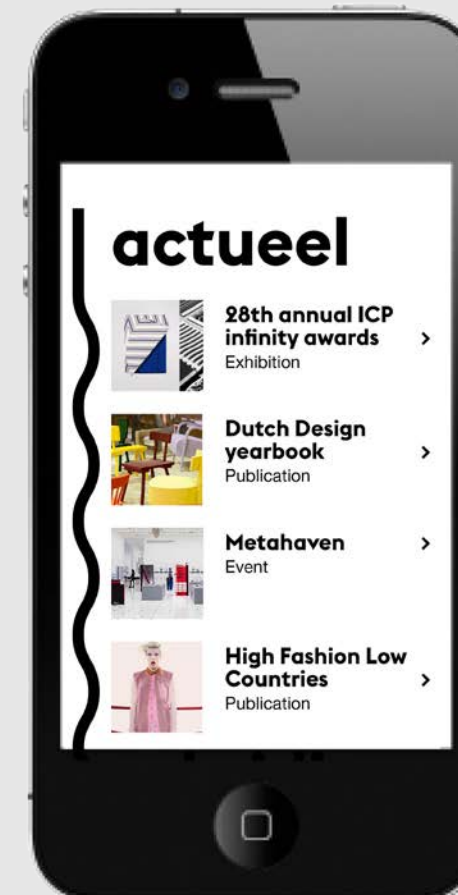 actueel
28th annual ICP
infinity awards
Exhibition
Dutch Design
yearbook
Publication
Metahaven
Event
High Fashion Low
Countries
Publication